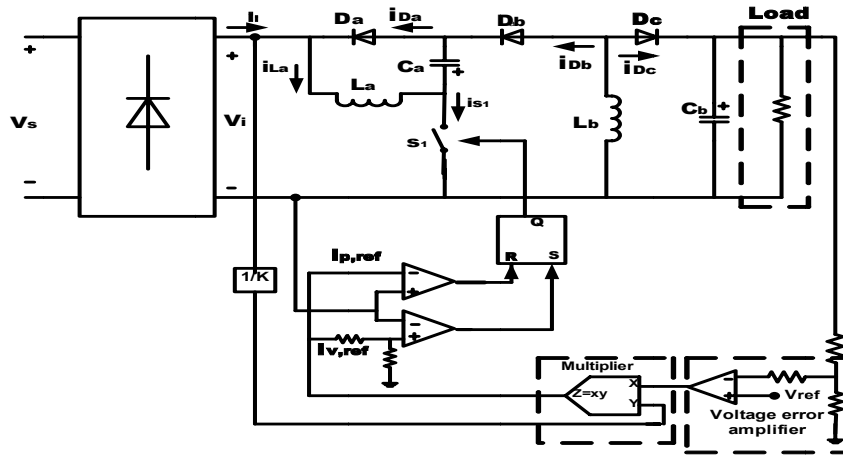 Iı Da iDa Db Dc Load
iLa Ca iDb iDc
+ + + +
La is1 Lb Cb
Vs Vi S1
- -
Q
Ip,ref R S
1/K - +
- +
Iv,ref
Multiplier
Z=xy X Y
- +
Vref
Voltage error
amplifier